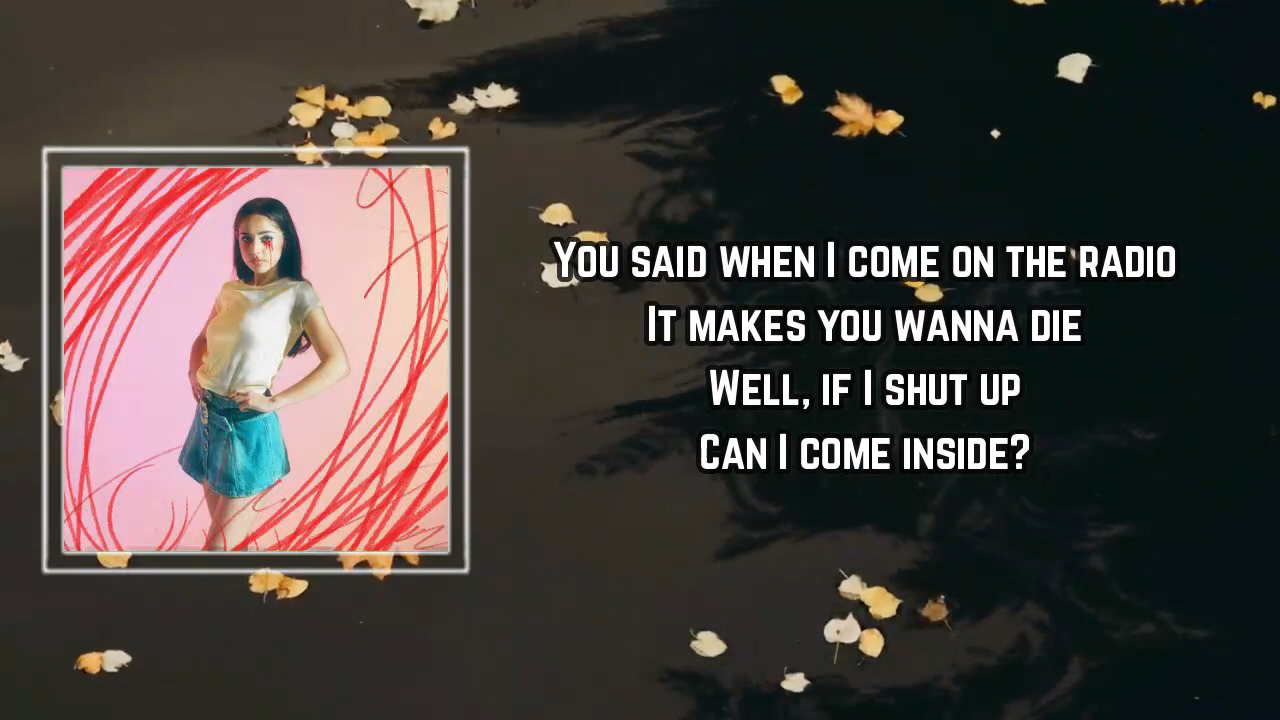 You said when I come on the radio
It makes you wanna die
Well, if I shut up
Can I come inside?